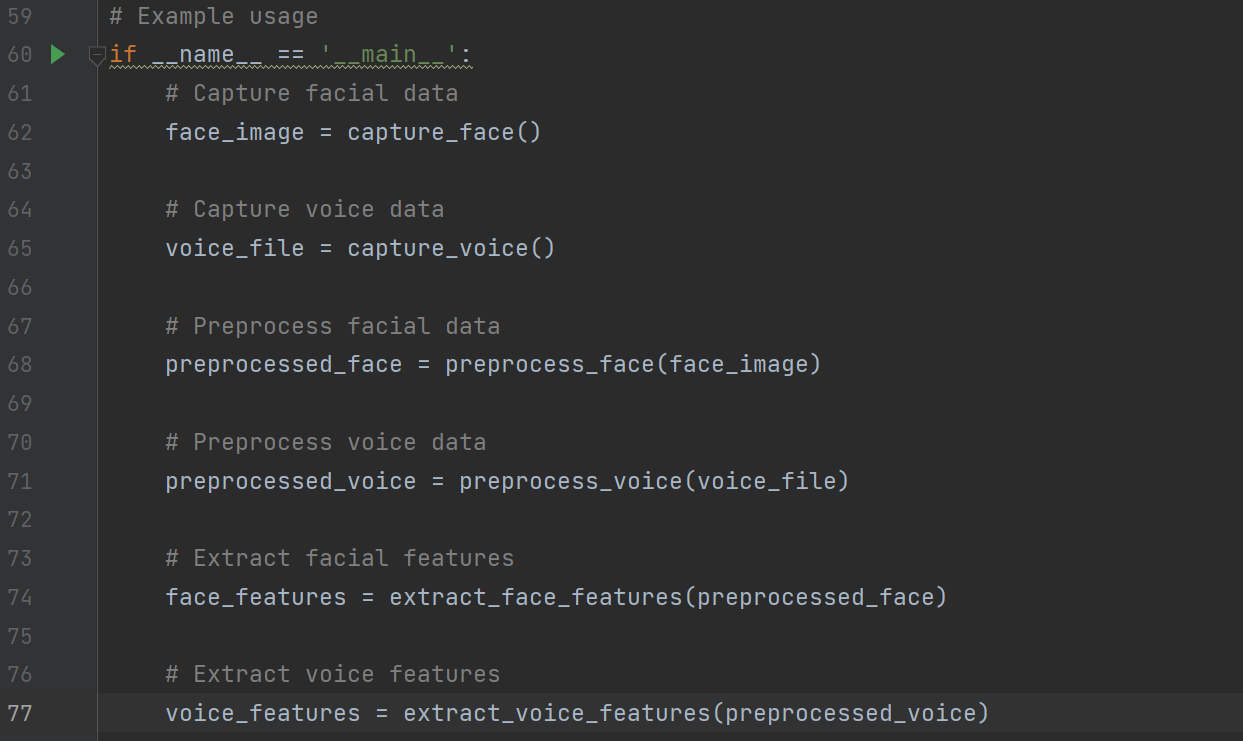 59 # Example usage
60 if __name__ == '__main__':
61     # Capture facial data
62     face_image = capture_face()
63
64     # Capture voice data
65     voice_file = capture_voice()
66
67     # Preprocess facial data
68     preprocessed_face = preprocess_face(face_image)
69
70     # Preprocess voice data
71     preprocessed_voice = preprocess_voice(voice_file)
72
73     # Extract facial features
74     face_features = extract_face_features(preprocessed_face)
75
76     # Extract voice features
77     voice_features = extract_voice_features(preprocessed_voice)